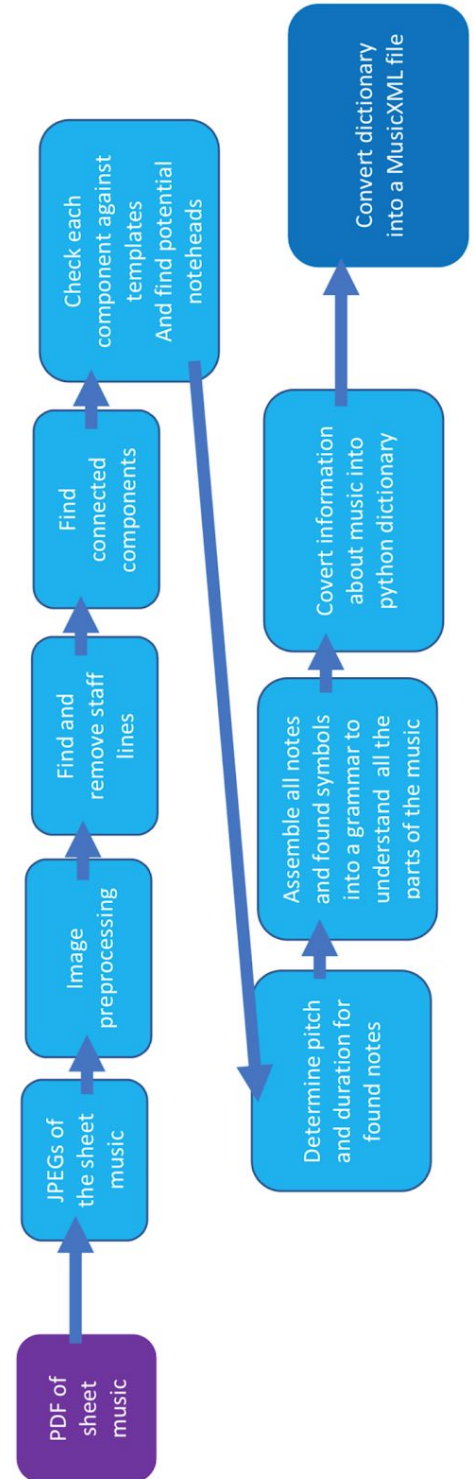 PDF of
sheet
music
JPEGs of
the sheet
music
Image
preprocessing
Find and
remove staff
lines
Find
connected
components
Check each
component against
templates
And find potential
noteheads
Determine pitch
and duration for
found notes
Assemble all notes
and found symbols
into a grammar to
understand all the
parts of the music
Covert information
about music into
python dictionary
Convert dictionary
into a MusicXML file